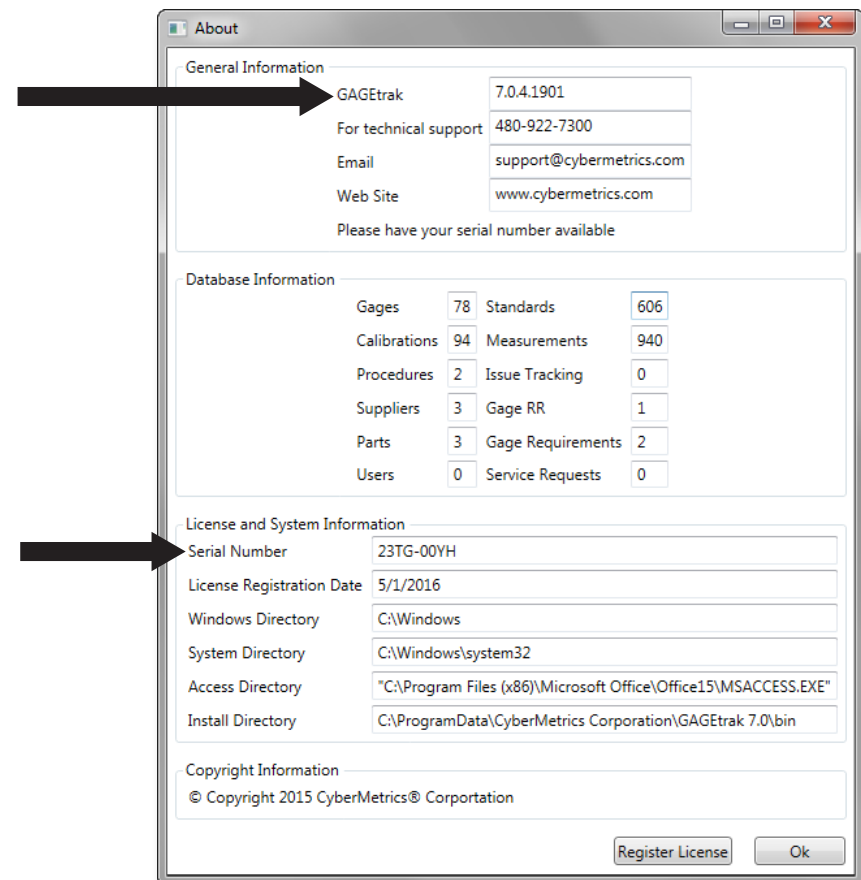 About
General Information
GAGEtrak 7.0.4.1901
For technical support 480-922-7300
Email support@cybermetrics.com
Web Site www.cybermetrics.com
Please have your serial number available
Database Information
Gages 78 Standards 606
Calibrations 94 Measurements 940
Procedures 2 Issue Tracking 0
Suppliers 3 Gage RR 1
Parts 3 Gage Requirements 2
Users 0 Service Requests 0
License and System Information
Serial Number 23TG-00YH
License Registration Date 5/1/2016
Windows Directory C:\Windows
System Directory C:\Windows\system32
Access Directory "C:\Program Files (x86)\Microsoft Office\Office15\MSACCESS.EXE"
Install Directory C:\ProgramData\CyberMetrics Corporation\GAGEtrak 7.0\bin
Copyright Information
© Copyright 2015 CyberMetrics® Corportation
Register License Ok